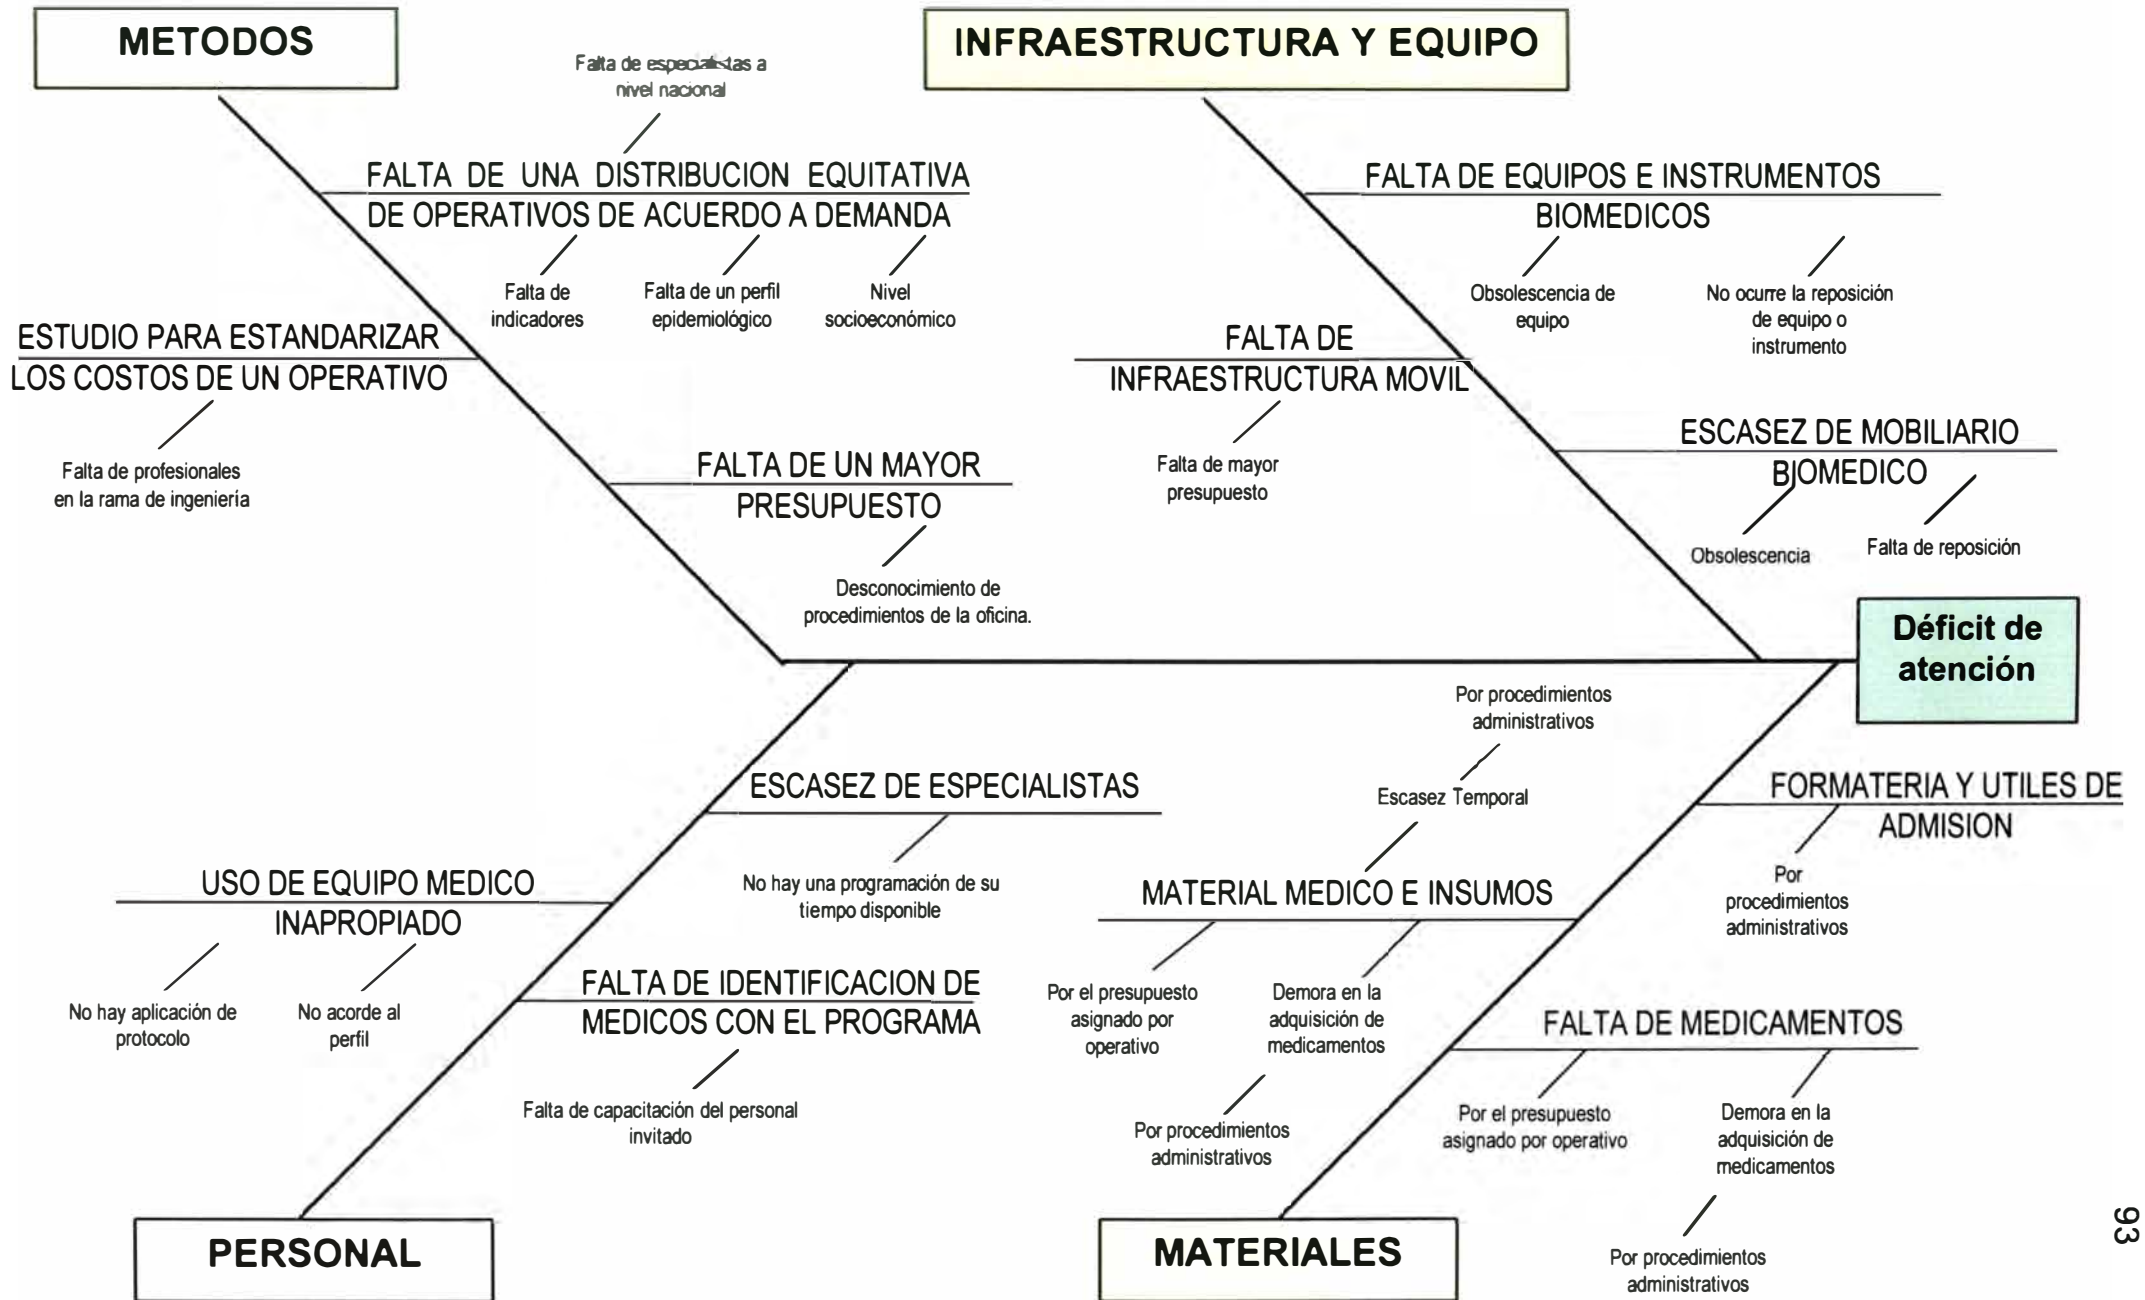 METODOS
Falta de especialistas a
nivel nacional
FALTA DE UNA DISTRIBUCION EQUITATIVA
DE OPERATIVOS DE ACUERDO A DEMANDA
Falta de
indicadores
Falta de un perfil
epidemiológico
Nivel
socioeconómico
ESTUDIO PARA ESTANDARIZAR
LOS COSTOS DE UN OPERATIVO
Falta de profesionales
en la rama de ingeniería
FALTA DE UN MAYOR
PRESUPUESTO
Desconocimiento de
procedimientos de la oficina.
INFRAESTRUCTURA Y EQUIPO
FALTA DE EQUIPOS E INSTRUMENTOS
BIOMEDICOS
Obsolescencia de
equipo
No ocurre la reposición
de equipo o
instrumento
FALTA DE
INFRAESTRUCTURA MOVIL
Falta de mayor
presupuesto
ESCASEZ DE MOBILIARIO
BIOMEDICO
Obsolescencia
Falta de reposición
Déficit de
atención
ESCASEZ DE ESPECIALISTAS
No hay una programación de su
tiempo disponible
USO DE EQUIPO MEDICO
INAPROPIADO
No hay aplicación de
protocolo
No acorde al
perfil
FALTA DE IDENTIFICACION DE
MEDICOS CON EL PROGRAMA
Falta de capacitación del personal
invitado
PERSONAL
Por procedimientos
administrativos
Escasez Temporal
MATERIAL MEDICO E INSUMOS
Por el presupuesto
asignado por
operativo
Demora en la
adquisición de
medicamentos
Por procedimientos
administrativos
FORMATERIA Y UTILES DE
ADMISION
Por
procedimientos
administrativos
FALTA DE MEDICAMENTOS
Por el presupuesto
asignado por operativo
Demora en la
adquisición de
medicamentos
Por procedimientos
administrativos
MATERIALES
93